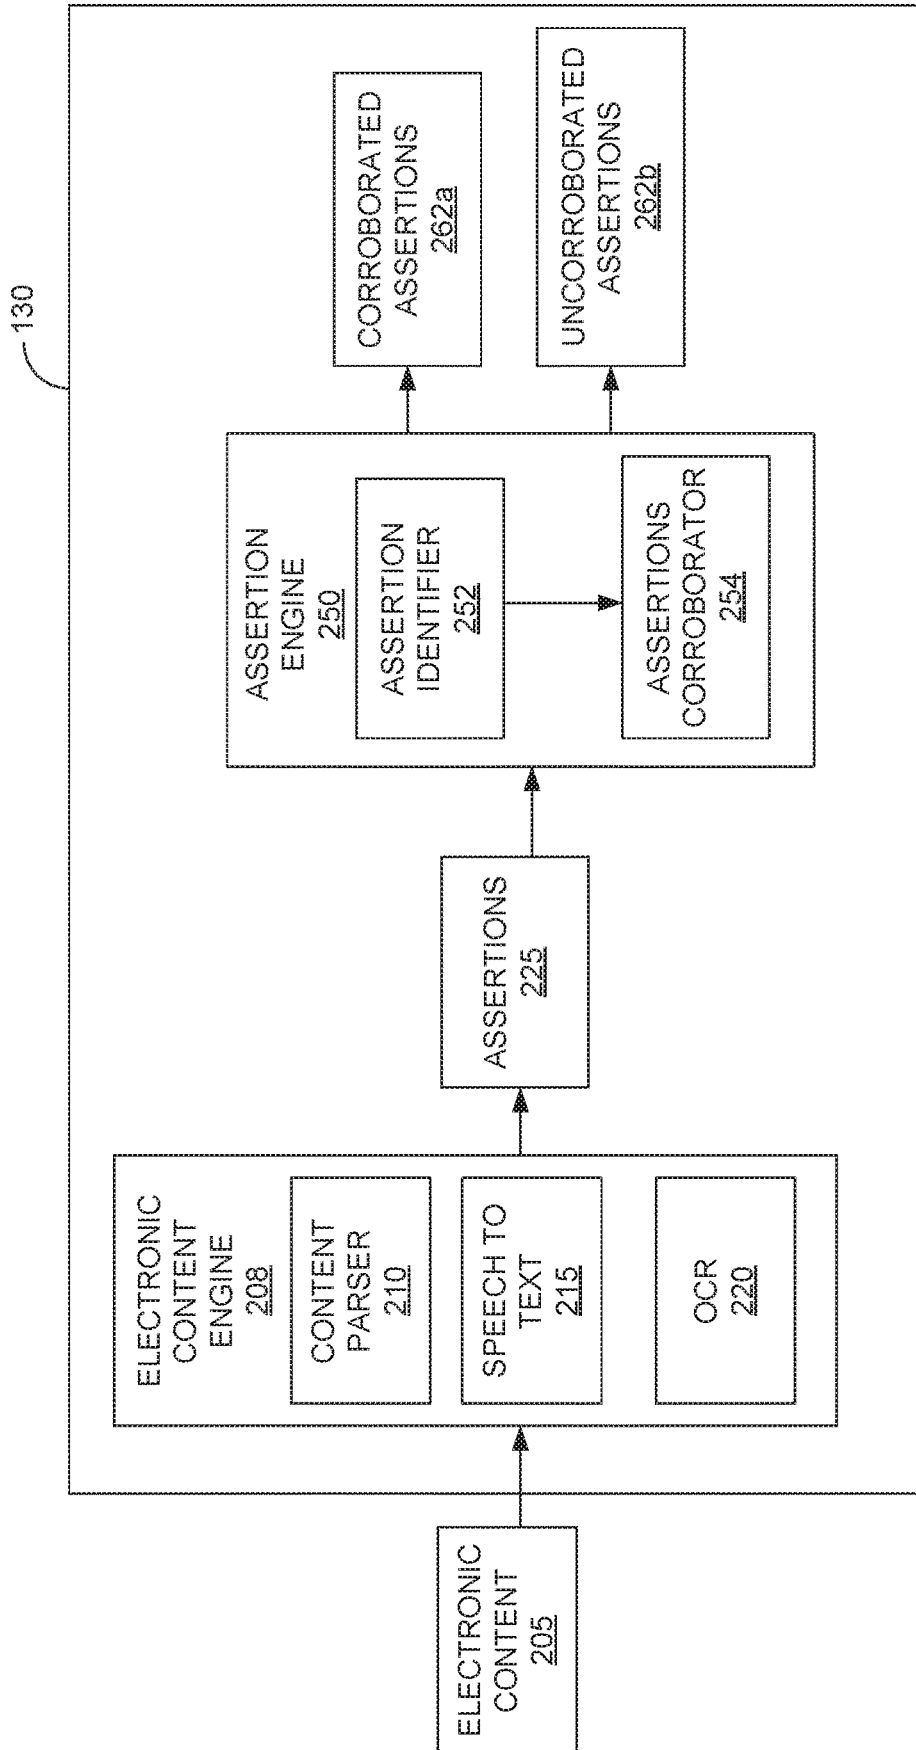 130
ELECTRONIC
CONTENT
205
ELECTRONIC
CONTENT
ENGINE
208
CONTENT
PARSER
210
SPEECH TO
TEXT
215
OCR
220
ASSERTIONS
225
ASSERTION
ENGINE
250
ASSERTION
IDENTIFIER
252
ASSERTIONS
CORROBORATOR
254
CORROBORATED
ASSERTIONS
262a
UNCORROBORATED
ASSERTIONS
262b